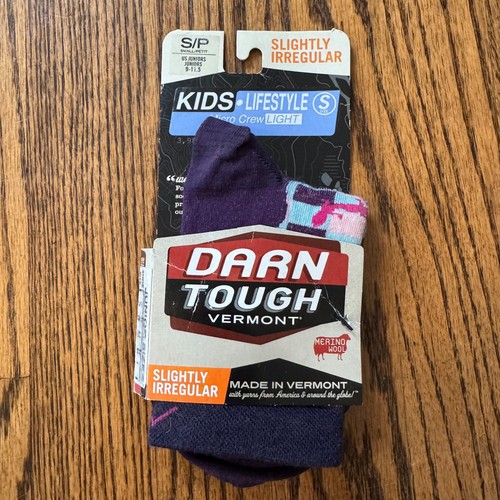 S/P
SMALL/PETIT
US JUNIORS
JUNIORS
9-11.5
SLIGHTLY
IRREGULAR
KIDS • LIFESTYLE S
Micro Crew LIGHT
DARN
TOUGH
VERMONT
MERINO
WOOL
SLIGHTLY
IRREGULAR
MADE IN VERMONT
with yarns from America & around the globe!